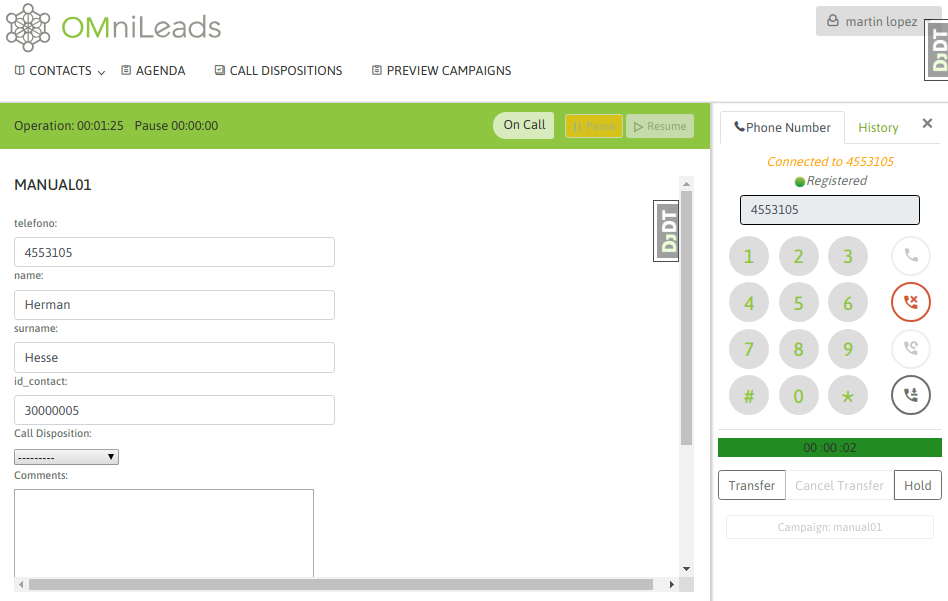 OMniLeads
martin lopez
DjDT
CONTACTS AGENDA CALL DISPOSITIONS PREVIEW CAMPAIGNS
Operation: 00:01:25 Pause 00:00:00
On Call
Pause
Resume
Phone Number
History
Connected to 4553105
Registered
4553105
1 2 3
4 5 6
7 8 9
# 0 *
00 :00 :02
Transfer
Cancel Transfer
Hold
Campaign: manual01
MANUAL01
DjDT
telefono:
4553105
name:
Herman
surname:
Hesse
id_contact:
30000005
Call Disposition:
---------
Comments: